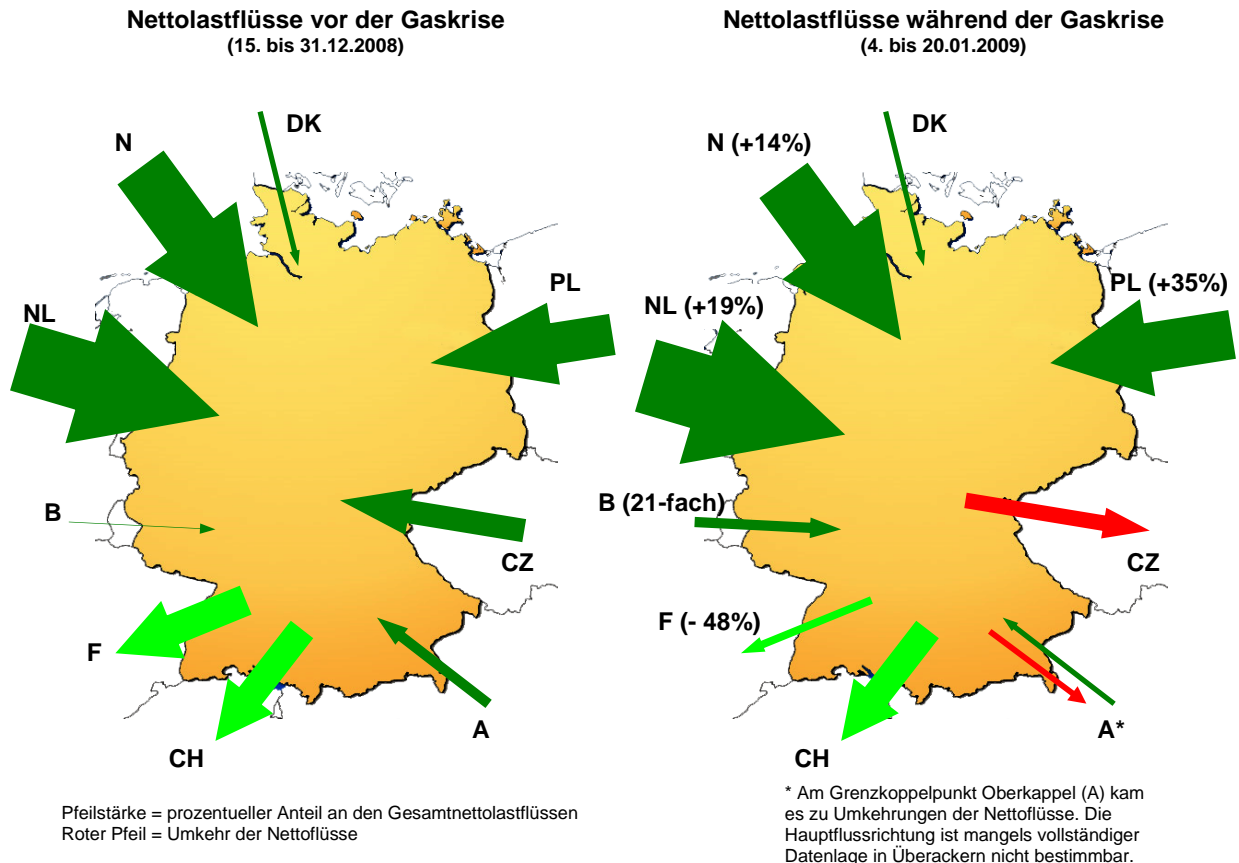 Nettolastflüsse vor der Gaskrise
(15. bis 31.12.2008)
DK
N
PL
NL
B
CZ
F
A
CH
Pfeilstärke = prozentueller Anteil an den Gesamtnettolastflüssen
Roter Pfeil = Umkehr der Nettoflüsse
Nettolastflüsse während der Gaskrise
(4. bis 20.01.2009)
DK
N (+14%)
PL (+35%)
NL (+19%)
B (21-fach)
CZ
F (- 48%)
A*
CH
* Am Grenzkoppelpunkt Oberkappel (A) kam
es zu Umkehrungen der Nettoflüsse. Die
Hauptflussrichtung ist mangels vollständiger
Datenlage in Überackern nicht bestimmbar.